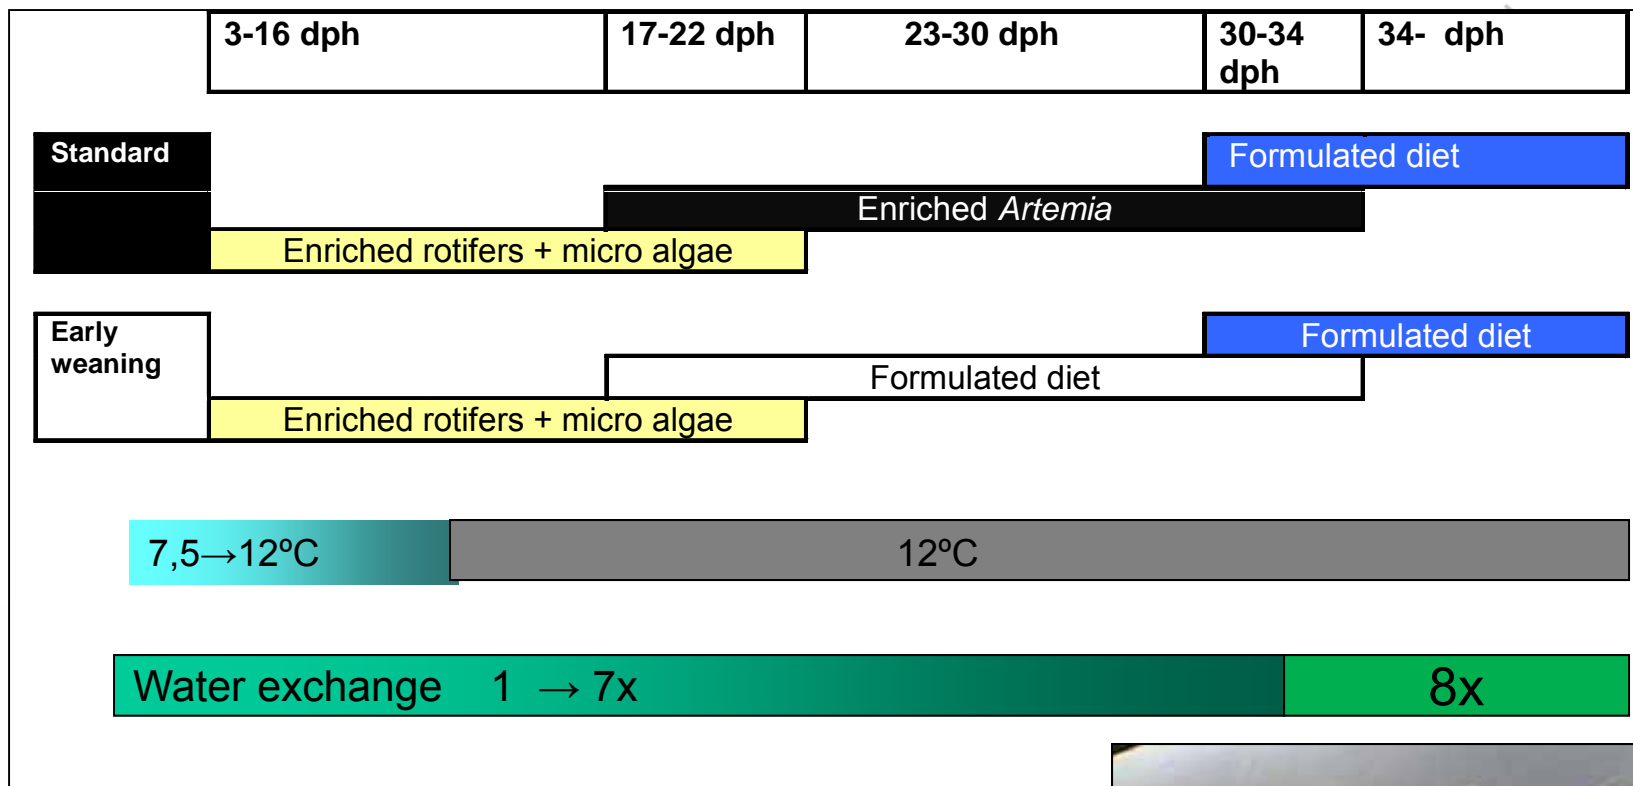 3-16 dph 17-22 dph 23-30 dph 30-34 34- dph
dph
Standard
Formulated diet
Enriched Artemia
Enriched rotifers + micro algae
Early
weaning
Formulated diet
Formulated diet
Enriched rotifers + micro algae
7,5→12ºC 12ºC
Water exchange 1 → 7x 8x